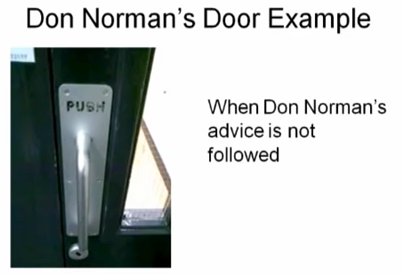 Don Norman's Door Example
PUSH
When Don Norman's
advice is not
followed